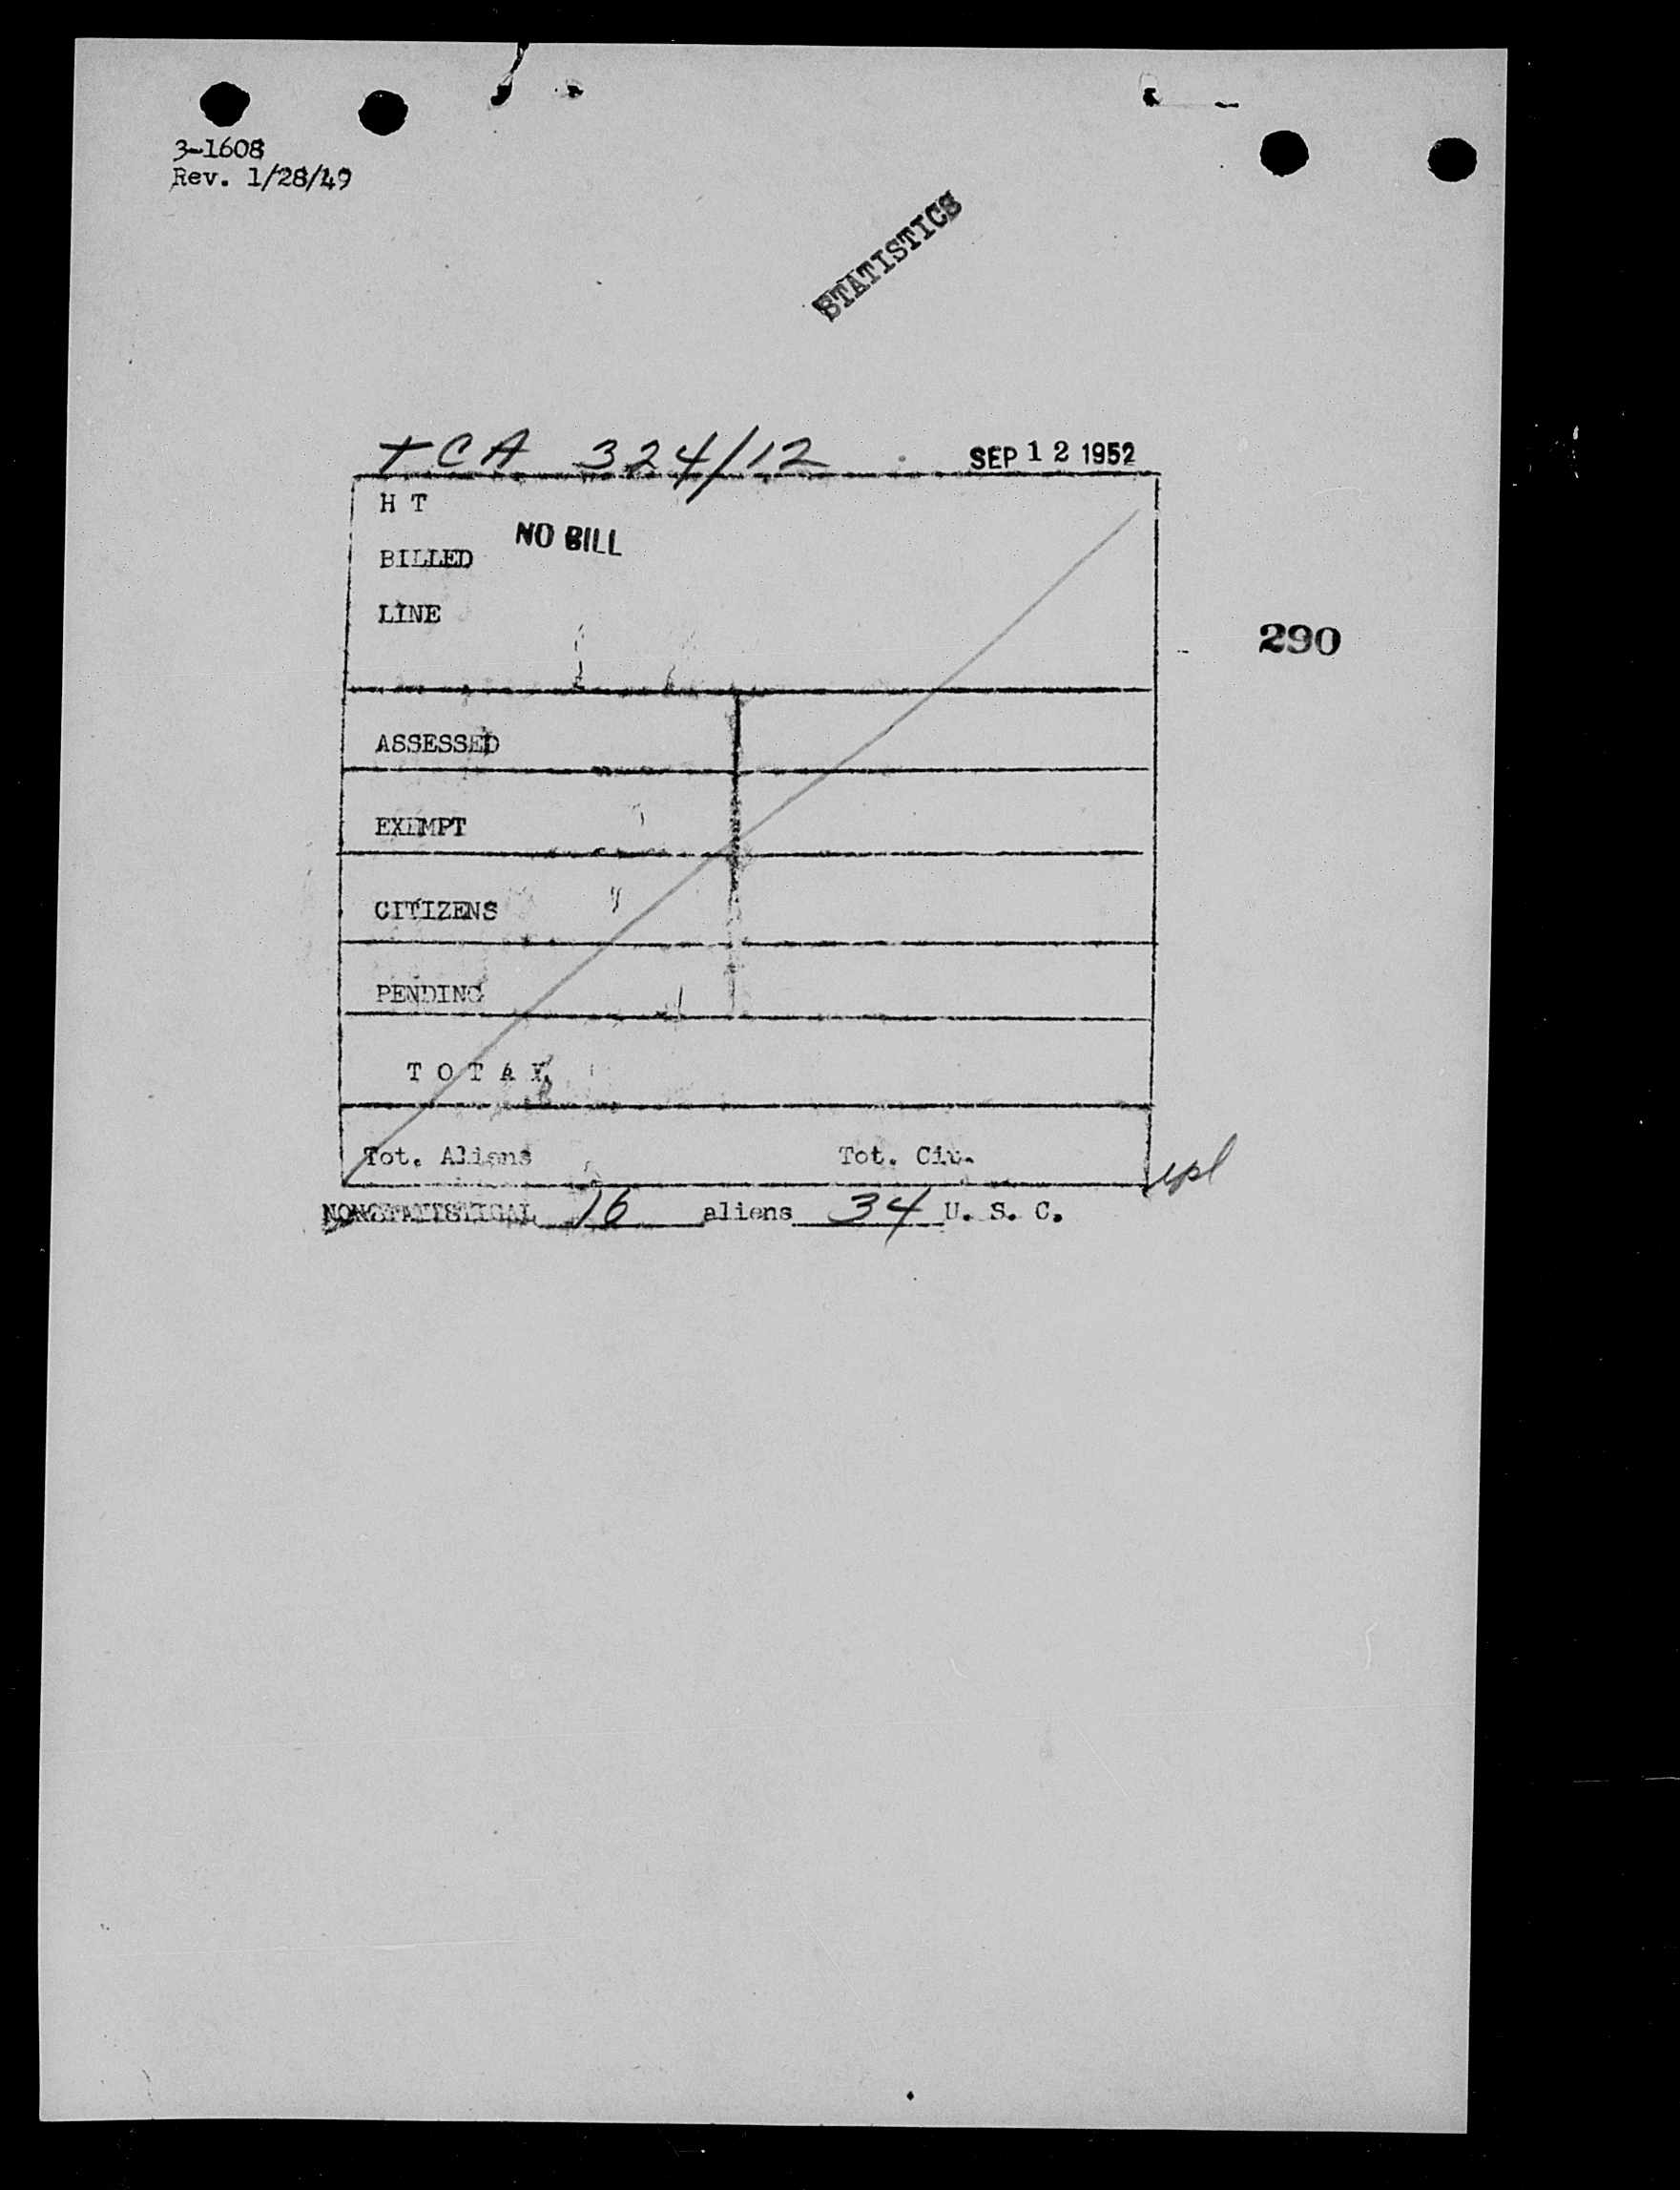 3-1608
Rev. 1/28/49
STATISTICS
TCA 324/12 SEP 12 1952
H T
NO BILL
BILLED
LINE
290
ASSESSED
EXEMPT
CITIZENS
PENDING
T O T A L
Tot. Aliens Tot. Cit.
NONSTATISTICAL 16 aliens 34 U. S. C.